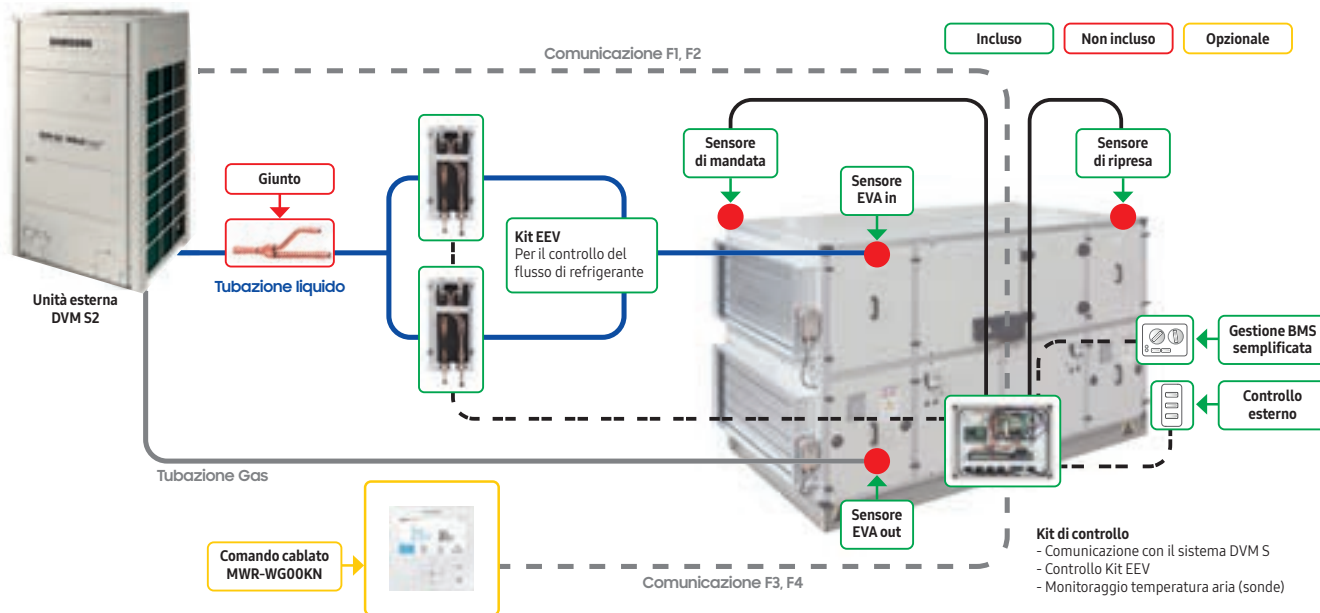 SAMSUNG
Comunicazione F1, F2
Incluso
Non incluso
Opzionale
Sensore
di mandata
Sensore
di ripresa
Sensore
EVA in
Giunto
Kit EEV
Per il controllo del
flusso di refrigerante
Tubazione liquido
Unità esterna
DVM S2
Gestione BMS
semplificata
Controllo
esterno
Tubazione Gas
Sensore
EVA out
Comando cablato
MWR-WG00KN
Comunicazione F3, F4
Kit di controllo
- Comunicazione con il sistema DVM S
- Controllo Kit EEV
- Monitoraggio temperatura aria (sonde)